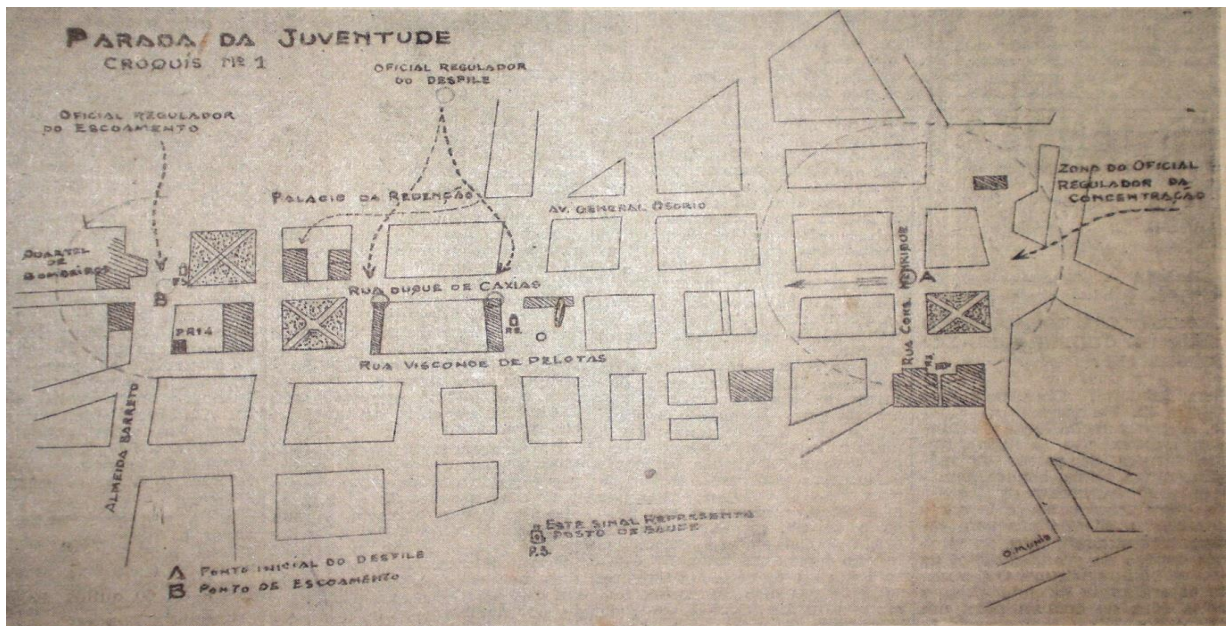 PARADA DA JUVENTUDE
CROQUIS Nº 1
OFICIAL REGULADOR
DO DESFILE
OFICIAL REGULADOR
DO ESCOAMENTO
PALACIO DA REDENÇÃO
AV. GENERAL OSORIO
ZONA DO OFICIAL
REGULADOR DA
CONCENTRAÇÃO
QUARTEL
DE
BOMBEIROS
P.S.
B
RUA DUQUE DE CAXIAS
A
RUA CONS. HENRIQUE
PRI4
P.S.
RUA VISCONDE DE PELOTAS
P.S.
ALMEIDA BARRETO
ESTE SINAL REPRESENTA
POSTO DE SAUDE
P.S.
A PONTO INICIAL DO DESFILE
B PONTO DE ESCOAMENTO